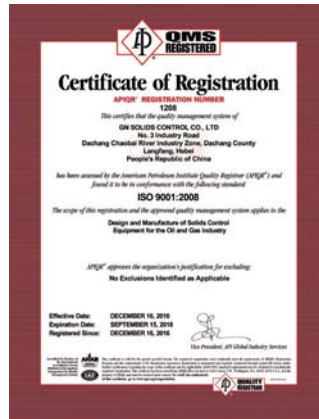 QMS
REGISTERED
Certificate of Registration
APIQR® REGISTRATION NUMBER
1208
This certifies that the quality management system of
GN SOLIDS CONTROL CO., LTD
No. 3 Industry Road
Dachang Chaobai River Industry Zone, Dachang County
Langfang, Hebei
People's Republic of China
has been assessed by the American Petroleum Institute Quality Registrar (APIQR®) and
found it to be in conformance with the following standard:
ISO 9001:2008
The scope of this registration and the approved quality management system applies to the
Design and Manufacture of Solids Control
Equipment for the Oil and Gas Industry
APIQR® approves the organization's justification for excluding:
No Exclusions Identified as Applicable
Effective Date: DECEMBER 16, 2016
Expiration Date: SEPTEMBER 15, 2018
Registered Since: DECEMBER 16, 2016
Vice President, API Global Industry Services
QUALITY
REGISTRAR